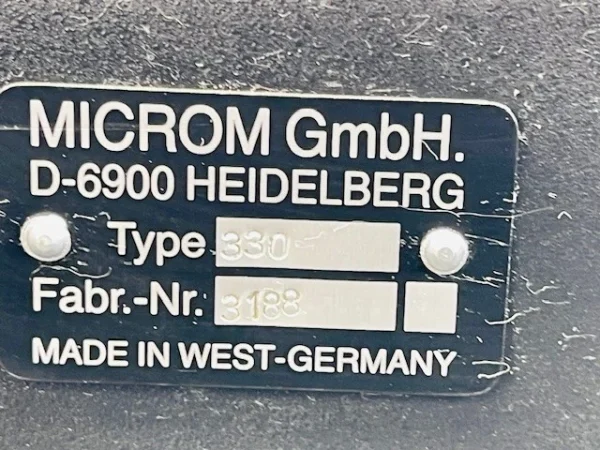 MICROM GmbH.
D-6900 HEIDELBERG
Type 330
Fabr.-Nr. 3188
MADE IN WEST-GERMANY